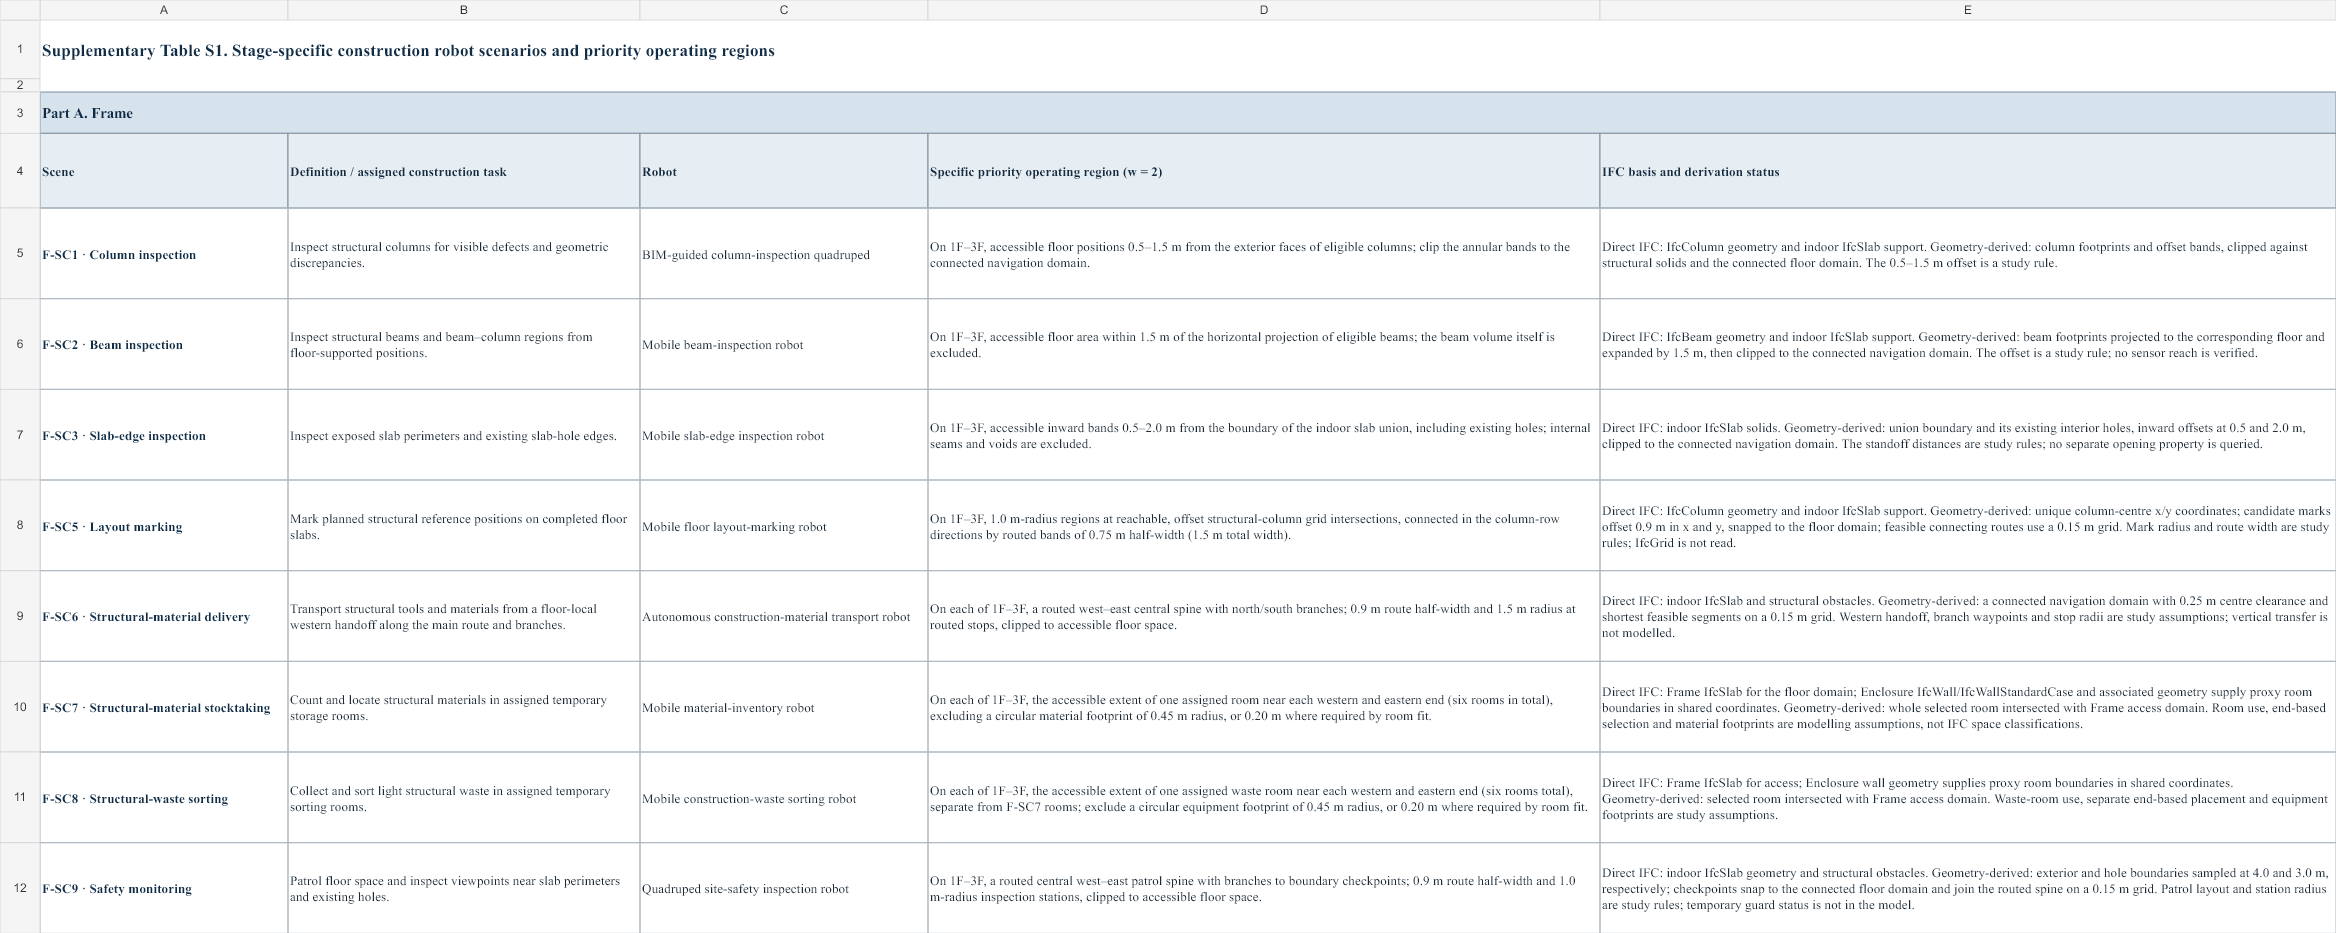 A B C D E
1 Supplementary Table S1. Stage-specific construction robot scenarios and priority operating regions
2
3 Part A. Frame
4 Scene Definition / assigned construction task Robot Specific priority operating region (w = 2) IFC basis and derivation status
5
F-SC1 · Column inspection
Inspect structural columns for visible defects and geometric
discrepancies.
BIM-guided column-inspection quadruped
On 1F–3F, accessible floor positions 0.5–1.5 m from the exterior faces of eligible columns; clip the annular bands to the
connected navigation domain.
Direct IFC: IfcColumn geometry and indoor IfcSlab support. Geometry-derived: column footprints and offset bands, clipped against
structural solids and the connected floor domain. The 0.5–1.5 m offset is a study rule.
6
F-SC2 · Beam inspection
Inspect structural beams and beam–column regions from
floor-supported positions.
Mobile beam-inspection robot
On 1F–3F, accessible floor area within 1.5 m of the horizontal projection of eligible beams; the beam volume itself is
excluded.
Direct IFC: IfcBeam geometry and indoor IfcSlab support. Geometry-derived: beam footprints projected to the corresponding floor and
expanded by 1.5 m, then clipped to the connected navigation domain. The offset is a study rule; no sensor reach is verified.
7
F-SC3 · Slab-edge inspection
Inspect exposed slab perimeters and existing slab-hole edges.
Mobile slab-edge inspection robot
On 1F–3F, accessible inward bands 0.5–2.0 m from the boundary of the indoor slab union, including existing holes; internal
seams and voids are excluded.
Direct IFC: indoor IfcSlab solids. Geometry-derived: union boundary and its existing interior holes, inward offsets at 0.5 and 2.0 m,
clipped to the connected navigation domain. The standoff distances are study rules; no separate opening property is queried.
8
F-SC5 · Layout marking
Mark planned structural reference positions on completed floor
slabs.
Mobile floor layout-marking robot
On 1F–3F, 1.0 m-radius regions at reachable, offset structural-column grid intersections, connected in the column-row
directions by routed bands of 0.75 m half-width (1.5 m total width).
Direct IFC: IfcColumn geometry and indoor IfcSlab support. Geometry-derived: unique column-centre x/y coordinates; candidate marks
offset 0.9 m in x and y, snapped to the floor domain; feasible connecting routes use a 0.15 m grid. Mark radius and route width are study
rules; IfcGrid is not read.
9
F-SC6 · Structural-material delivery
Transport structural tools and materials from a floor-local
western handoff along the main route and branches.
Autonomous construction-material transport robot
On each of 1F–3F, a routed west–east central spine with north/south branches; 0.9 m route half-width and 1.5 m radius at
routed stops, clipped to accessible floor space.
Direct IFC: indoor IfcSlab and structural obstacles. Geometry-derived: a connected navigation domain with 0.25 m centre clearance and
shortest feasible segments on a 0.15 m grid. Western handoff, branch waypoints and stop radii are study assumptions; vertical transfer is
not modelled.
10
F-SC7 · Structural-material stocktaking
Count and locate structural materials in assigned temporary
storage rooms.
Mobile material-inventory robot
On each of 1F–3F, the accessible extent of one assigned room near each western and eastern end (six rooms in total),
excluding a circular material footprint of 0.45 m radius, or 0.20 m where required by room fit.
Direct IFC: Frame IfcSlab for the floor domain; Enclosure IfcWall/IfcWallStandardCase and associated geometry supply proxy room
boundaries in shared coordinates. Geometry-derived: whole selected room intersected with Frame access domain. Room use, end-based
selection and material footprints are modelling assumptions, not IFC space classifications.
11
F-SC8 · Structural-waste sorting
Collect and sort light structural waste in assigned temporary
sorting rooms.
Mobile construction-waste sorting robot
On each of 1F–3F, the accessible extent of one assigned waste room near each western and eastern end (six rooms total),
separate from F-SC7 rooms; exclude a circular equipment footprint of 0.45 m radius, or 0.20 m where required by room fit.
Direct IFC: Frame IfcSlab for access; Enclosure wall geometry supplies proxy room boundaries in shared coordinates.
Geometry-derived: selected room intersected with Frame access domain. Waste-room use, separate end-based placement and equipment
footprints are study assumptions.
12
F-SC9 · Safety monitoring
Patrol floor space and inspect viewpoints near slab perimeters
and existing holes.
Quadruped site-safety inspection robot
On 1F–3F, a routed central west–east patrol spine with branches to boundary checkpoints; 0.9 m route half-width and 1.0
m-radius inspection stations, clipped to accessible floor space.
Direct IFC: indoor IfcSlab geometry and structural obstacles. Geometry-derived: exterior and hole boundaries sampled at 4.0 and 3.0 m,
respectively; checkpoints snap to the connected floor domain and join the routed spine on a 0.15 m grid. Patrol layout and station radius
are study rules; temporary guard status is not in the model.